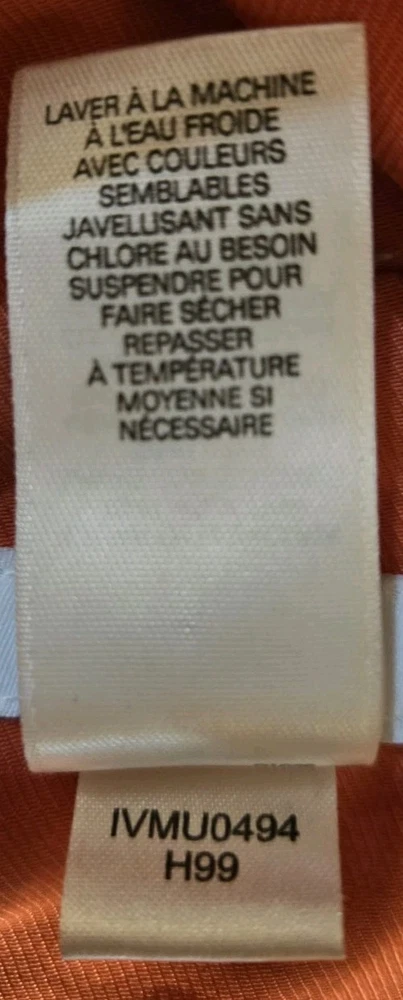 LAVER À LA MACHINE
À L'EAU FROIDE
AVEC COULEURS
SEMBLABLES
JAVELLISANT SANS
CHLORE AU BESOIN
SUSPENDRE POUR
FAIRE SÉCHER
REPASSER
À TEMPÉRATURE
MOYENNE SI
NÉCESSAIRE
IVMU0494
H99